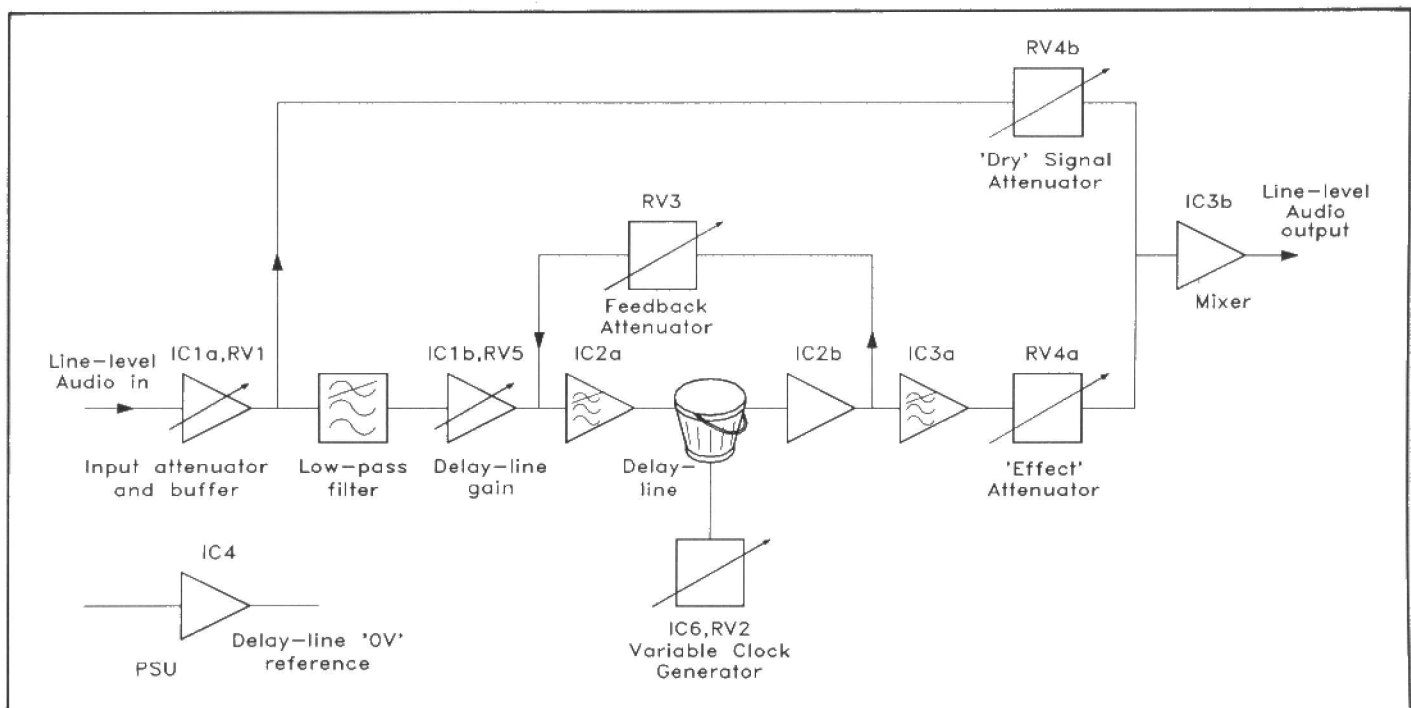 RV4b
'Dry' Signal
Attenuator
RV3
Feedback
Attenuator
IC3b
Mixer
Line-level
Audio
output
Line-level
Audio in
IC1a,RV1
Input attenuator
and buffer
Low-pass
filter
IC1b,RV5
Delay-line
gain
IC2a
Delay-
line
IC2b
IC3a
RV4a
'Effect'
Attenuator
IC4
PSU
Delay-line '0V'
reference
IC6,RV2
Variable Clock
Generator